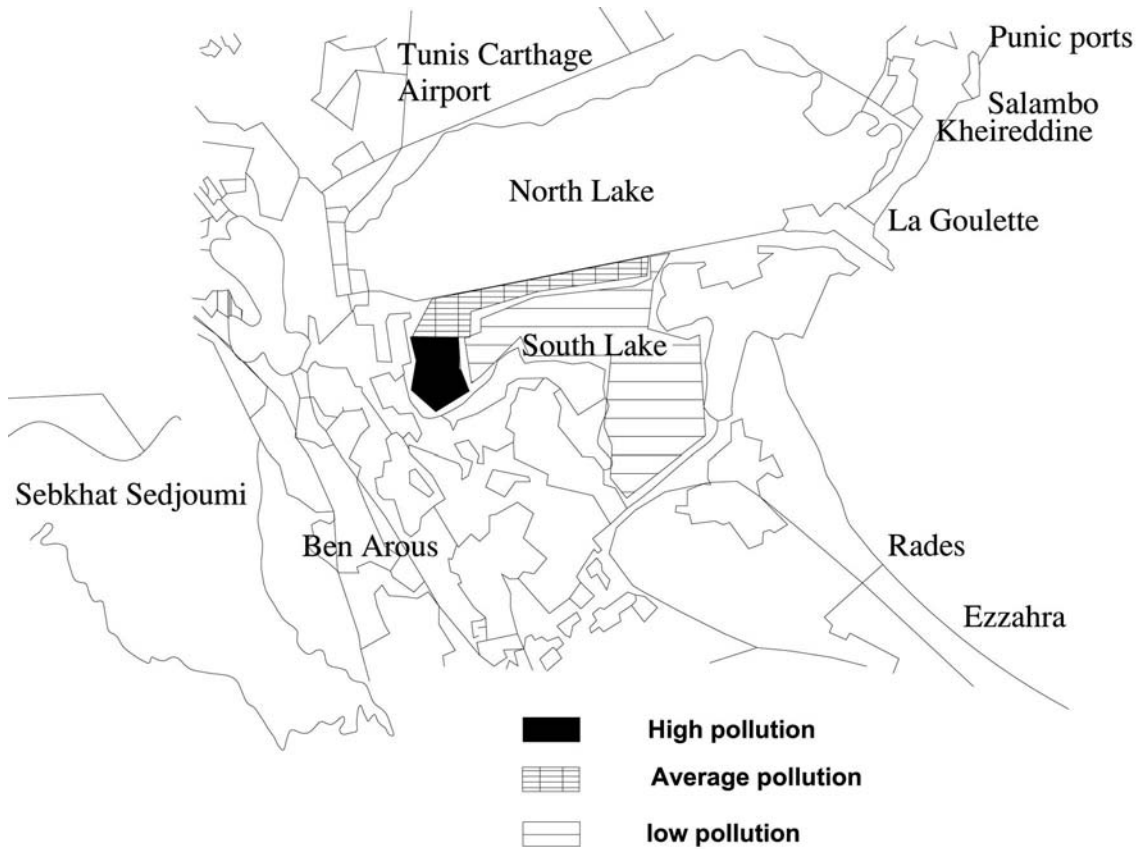 Punic ports
Tunis Carthage
Airport
Salambo
Kheireddine
North Lake
La Goulette
South Lake
Sebkhat Sedjoumi
Ben Arous
Rades
Ezzahra
High pollution
Average pollution
low pollution